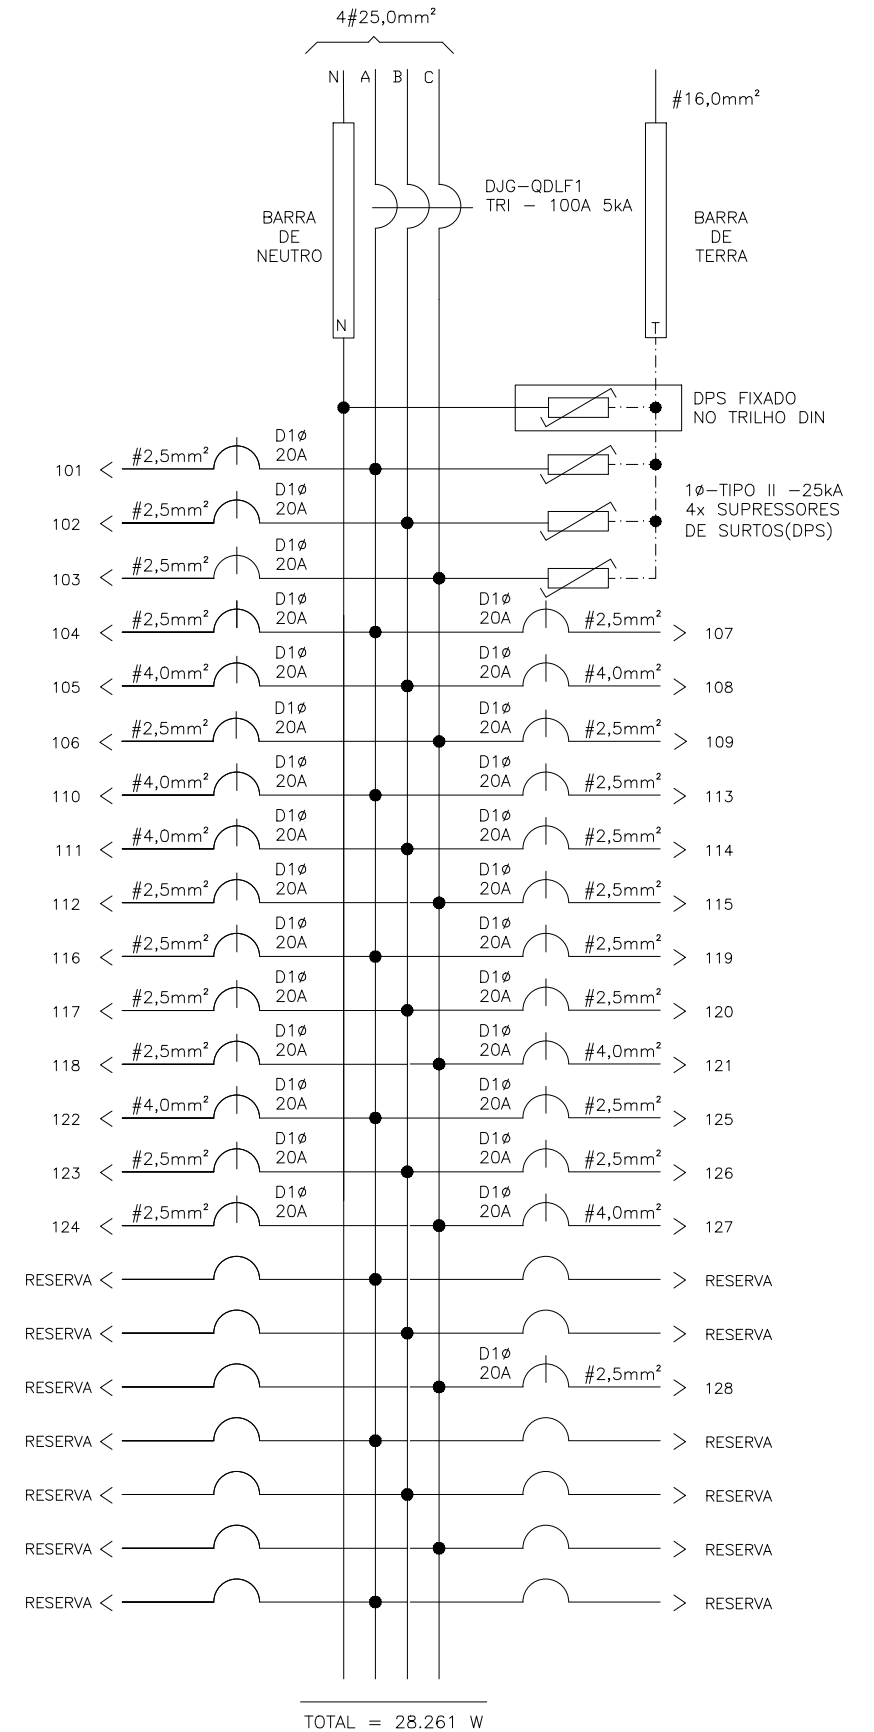 4#25,0mm²
N A B C
#16,0mm²
DJG-QDLF1
TRI - 100A 5kA
BARRA
DE
NEUTRO
BARRA
DE
TERRA
N
T
DPS FIXADO
NO TRILHO DIN
1ø-TIPO II -25kA
4x SUPRESSORES
DE SURTOS(DPS)
101 #2,5mm² D1ø 20A
102 #2,5mm² D1ø 20A
103 #2,5mm² D1ø 20A
104 #2,5mm² D1ø 20A D1ø 20A #2,5mm² 107
105 #4,0mm² D1ø 20A D1ø 20A #4,0mm² 108
106 #2,5mm² D1ø 20A D1ø 20A #2,5mm² 109
110 #4,0mm² D1ø 20A D1ø 20A #2,5mm² 113
111 #4,0mm² D1ø 20A D1ø 20A #2,5mm² 114
112 #2,5mm² D1ø 20A D1ø 20A #2,5mm² 115
116 #2,5mm² D1ø 20A D1ø 20A #2,5mm² 119
117 #2,5mm² D1ø 20A D1ø 20A #2,5mm² 120
118 #2,5mm² D1ø 20A D1ø 20A #4,0mm² 121
122 #4,0mm² D1ø 20A D1ø 20A #2,5mm² 125
123 #2,5mm² D1ø 20A D1ø 20A #2,5mm² 126
124 #2,5mm² D1ø 20A D1ø 20A #4,0mm² 127
RESERVA RESERVA
RESERVA RESERVA
RESERVA D1ø 20A #2,5mm² 128
RESERVA RESERVA
RESERVA RESERVA
RESERVA RESERVA
RESERVA RESERVA
TOTAL = 28.261 W